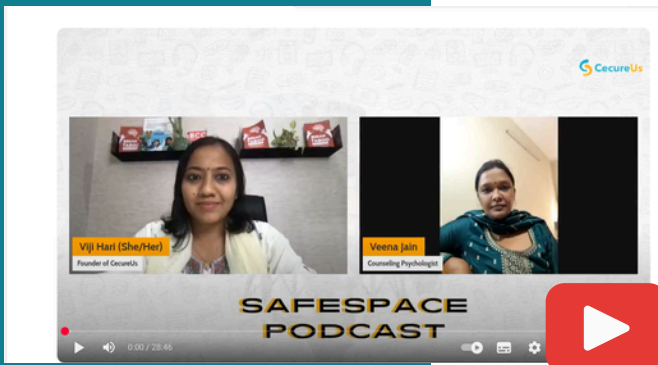 CecureUs
Viji Hari (She/Her)
Founder of CecureUs
Veena Jain
Counseling Psychologist
SAFESPACE
PODCAST
0:00 / 28:46